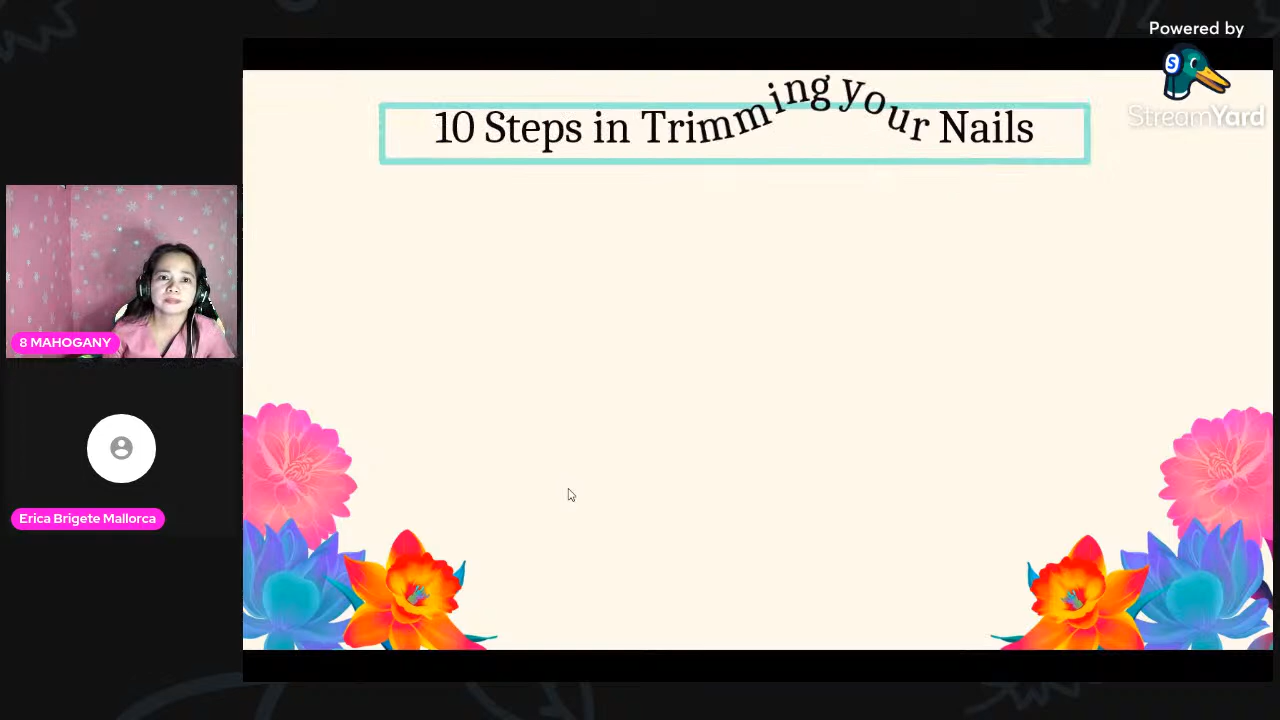 Powered by
S
StreamYard
10 Steps in Trimming your Nails
8 MAHOGANY
Erica Brigete Mallorca